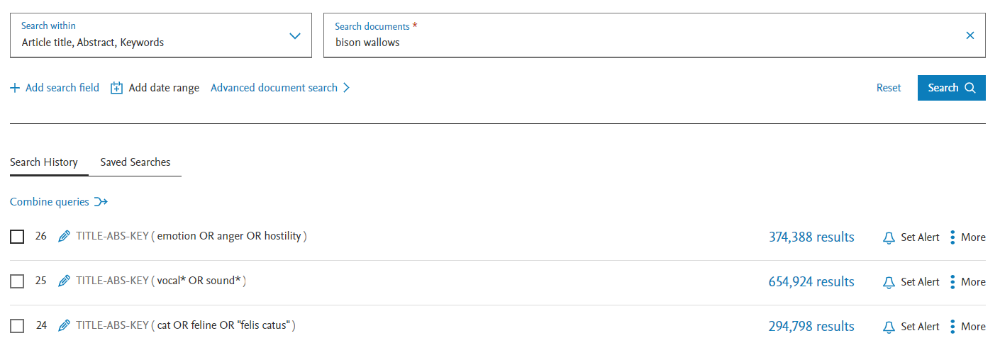 Search within
Article title, Abstract, Keywords
Search documents *
bison wallows
Add search field Add date range Advanced document search
Reset Search
Search History Saved Searches
Combine queries
26 TITLE-ABS-KEY ( emotion OR anger OR hostility ) 374,388 results Set Alert More
25 TITLE-ABS-KEY ( vocal* OR sound* ) 654,924 results Set Alert More
24 TITLE-ABS-KEY ( cat OR feline OR "felis catus" ) 294,798 results Set Alert More